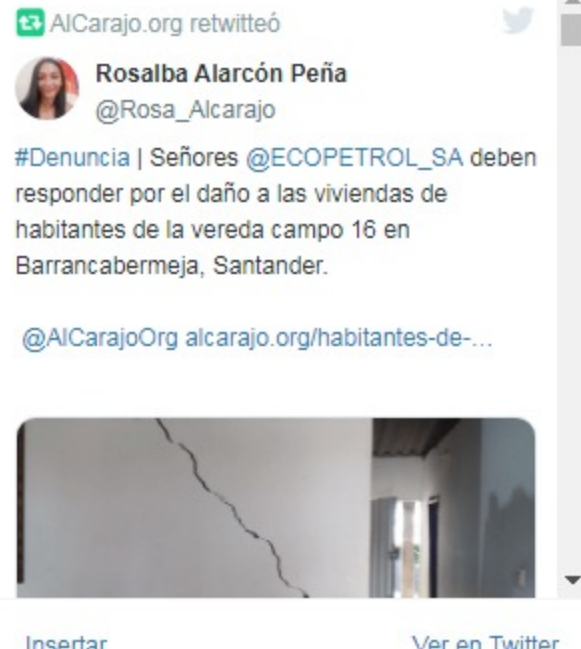 AlCarajo.org retwitteó
Rosalba Alarcón Peña
@Rosa_Alcarajo
#Denuncia | Señores @ECOPETROL_SA deben
responder por el daño a las viviendas de
habitantes de la vereda campo 16 en
Barrancabermeja, Santander.
@AlCarajoOrg alcarajo.org/habitantes-de-...
Insertar
Ver en Twitter